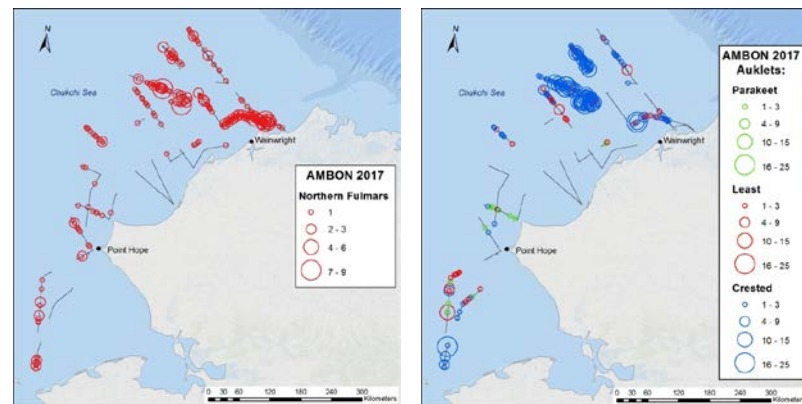 N
Chukchi Sea
Wainwright
Point Hope
AMBON 2017
Northern Fulmars
1
2 - 3
4 - 6
7 - 9
0 30 60 120 180 240 300
Kilometers
N
Chukchi Sea
Wainwright
Point Hope
AMBON 2017
Auklets:
Parakeet
1 - 3
4 - 9
10 - 15
16 - 25
Least
1 - 3
4 - 9
10 - 15
16 - 25
Crested
1 - 3
4 - 9
10 - 15
16 - 25
0 30 60 120 180 240 300
Kilometers